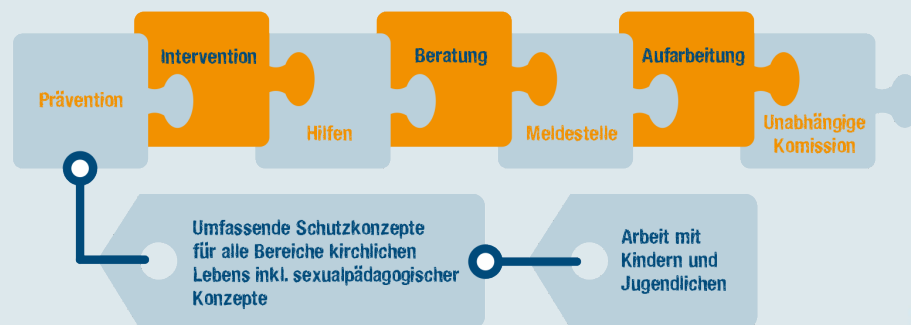 Prävention
Intervention
Hilfen
Beratung
Meldestelle
Aufarbeitung
Unabhängige
Komission
Umfassende Schutzkonzepte
für alle Bereiche kirchlichen
Lebens inkl. sexualpädagogischer
Konzepte
Arbeit mit
Kindern und
Jugendlichen